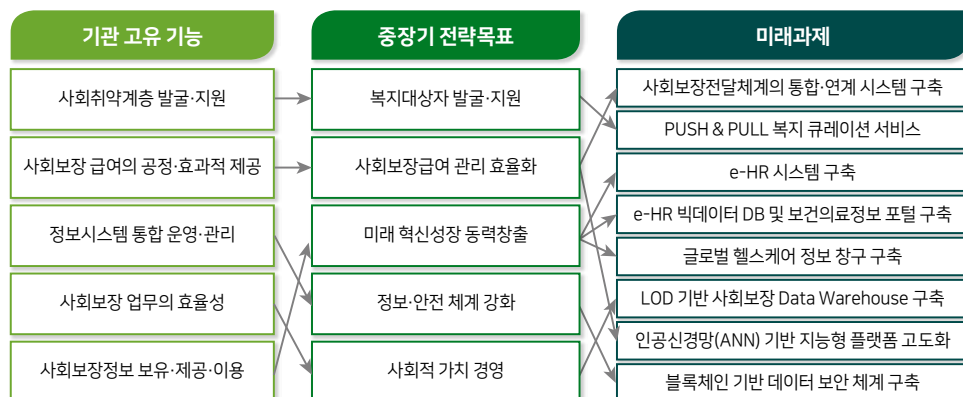 기관 고유 기능
중장기 전략목표
미래과제
사회취약계층 발굴·지원
사회보장 급여의 공정·효과적 제공
정보시스템 통합 운영·관리
사회보장 업무의 효율성
사회보장정보 보유·제공·이용
복지대상자 발굴·지원
사회보장급여 관리 효율화
미래 혁신성장 동력창출
정보·안전 체계 강화
사회적 가치 경영
사회보장전달체계의 통합·연계 시스템 구축
PUSH & PULL 복지 큐레이션 서비스
e-HR 시스템 구축
e-HR 빅데이터 DB 및 보건의료정보 포털 구축
글로벌 헬스케어 정보 창구 구축
LOD 기반 사회보장 Data Warehouse 구축
인공신경망(ANN) 기반 지능형 플랫폼 고도화
블록체인 기반 데이터 보안 체계 구축